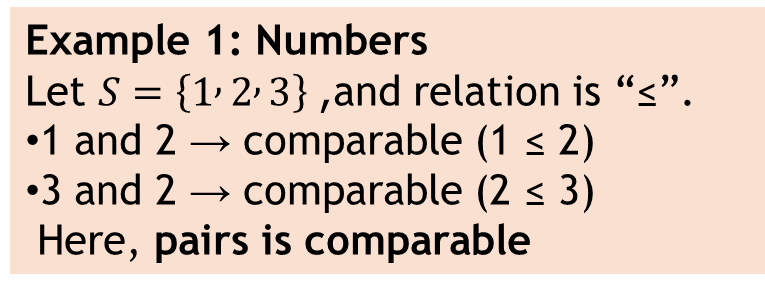 Example 1: Numbers
Let S = {1, 2, 3} ,and relation is “≤”.
•1 and 2 → comparable (1 ≤ 2)
•3 and 2 → comparable (2 ≤ 3)
Here, pairs is comparable